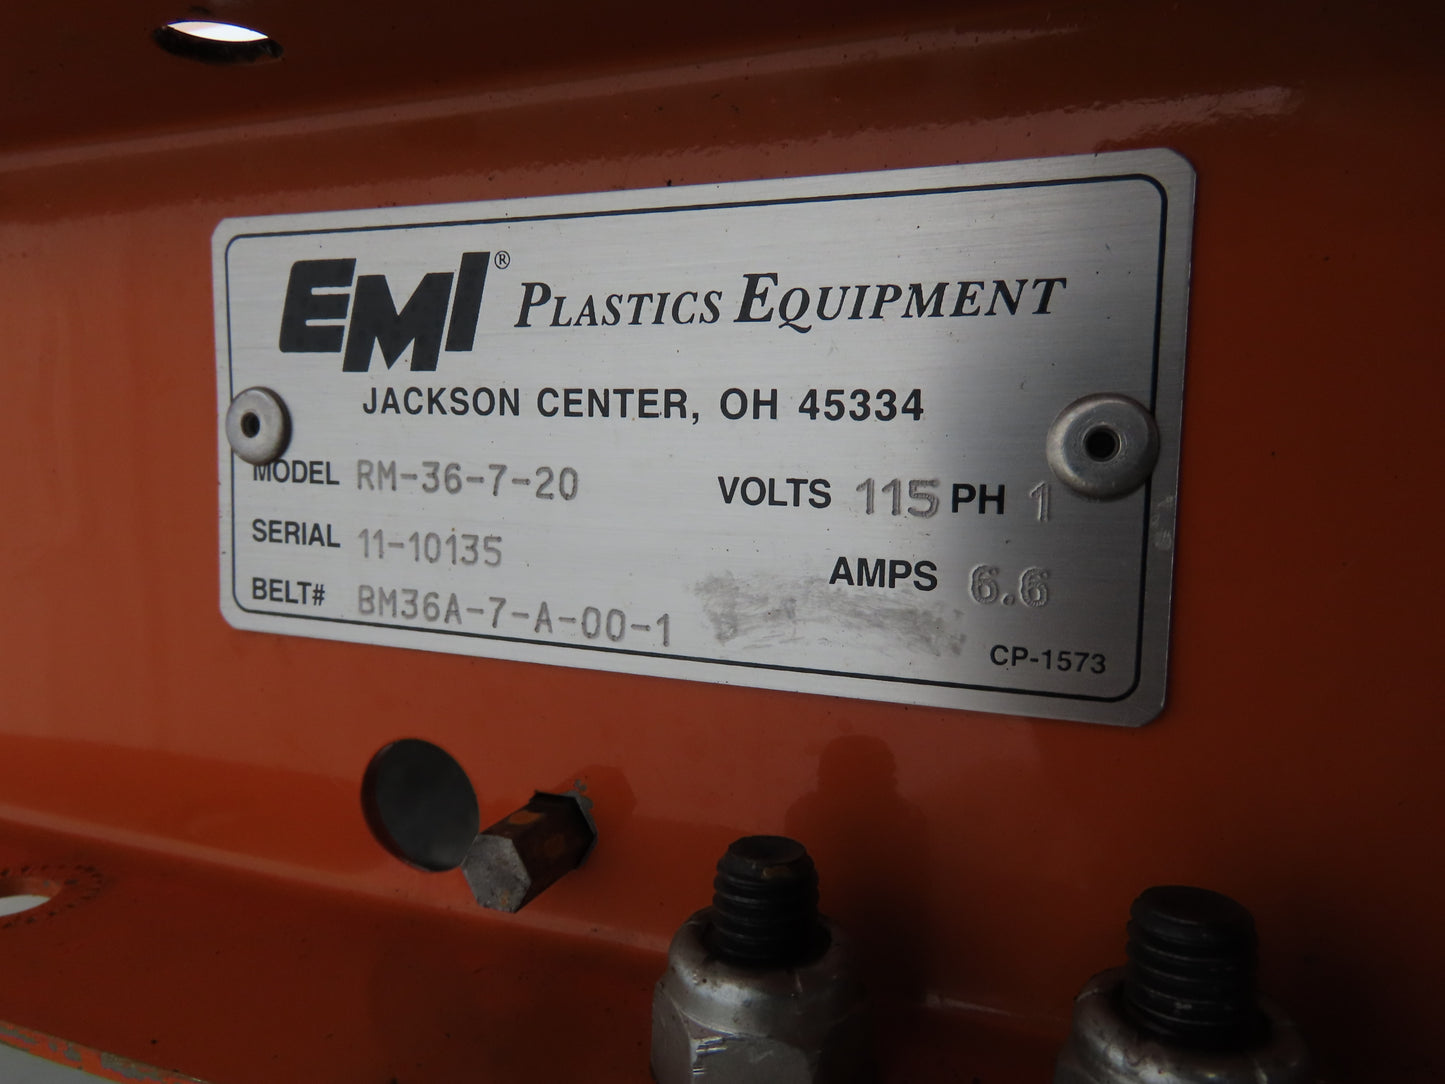 EMI® PLASTICS EQUIPMENT
JACKSON CENTER, OH 45334
MODEL RM-36-7-20 VOLTS 115 PH 1
SERIAL 11-10135 AMPS 6.6
BELT# BM36A-7-A-00-1
CP-1573